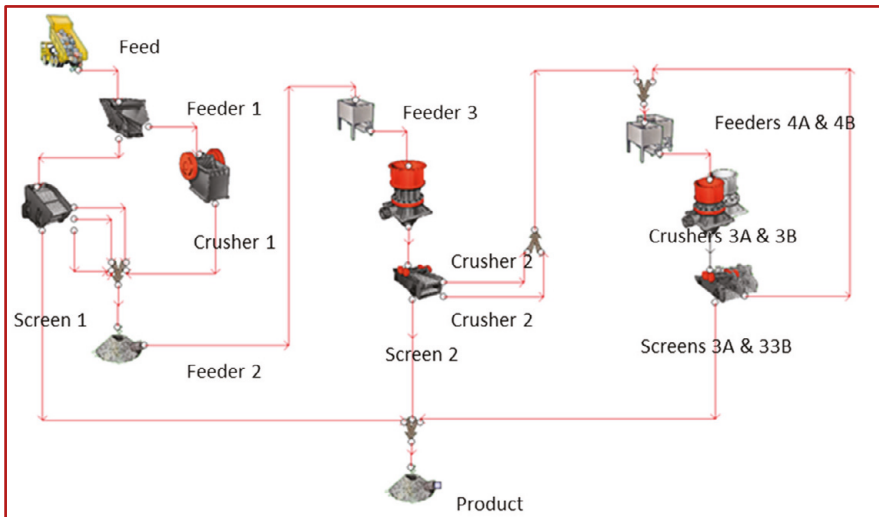 Feed
Feeder 1
Feeder 3
Feeders 4A & 4B
Crusher 1
Crusher 2
Crushers 3A & 3B
Crusher 2
Screen 1
Feeder 2
Screen 2
Screens 3A & 33B
Product